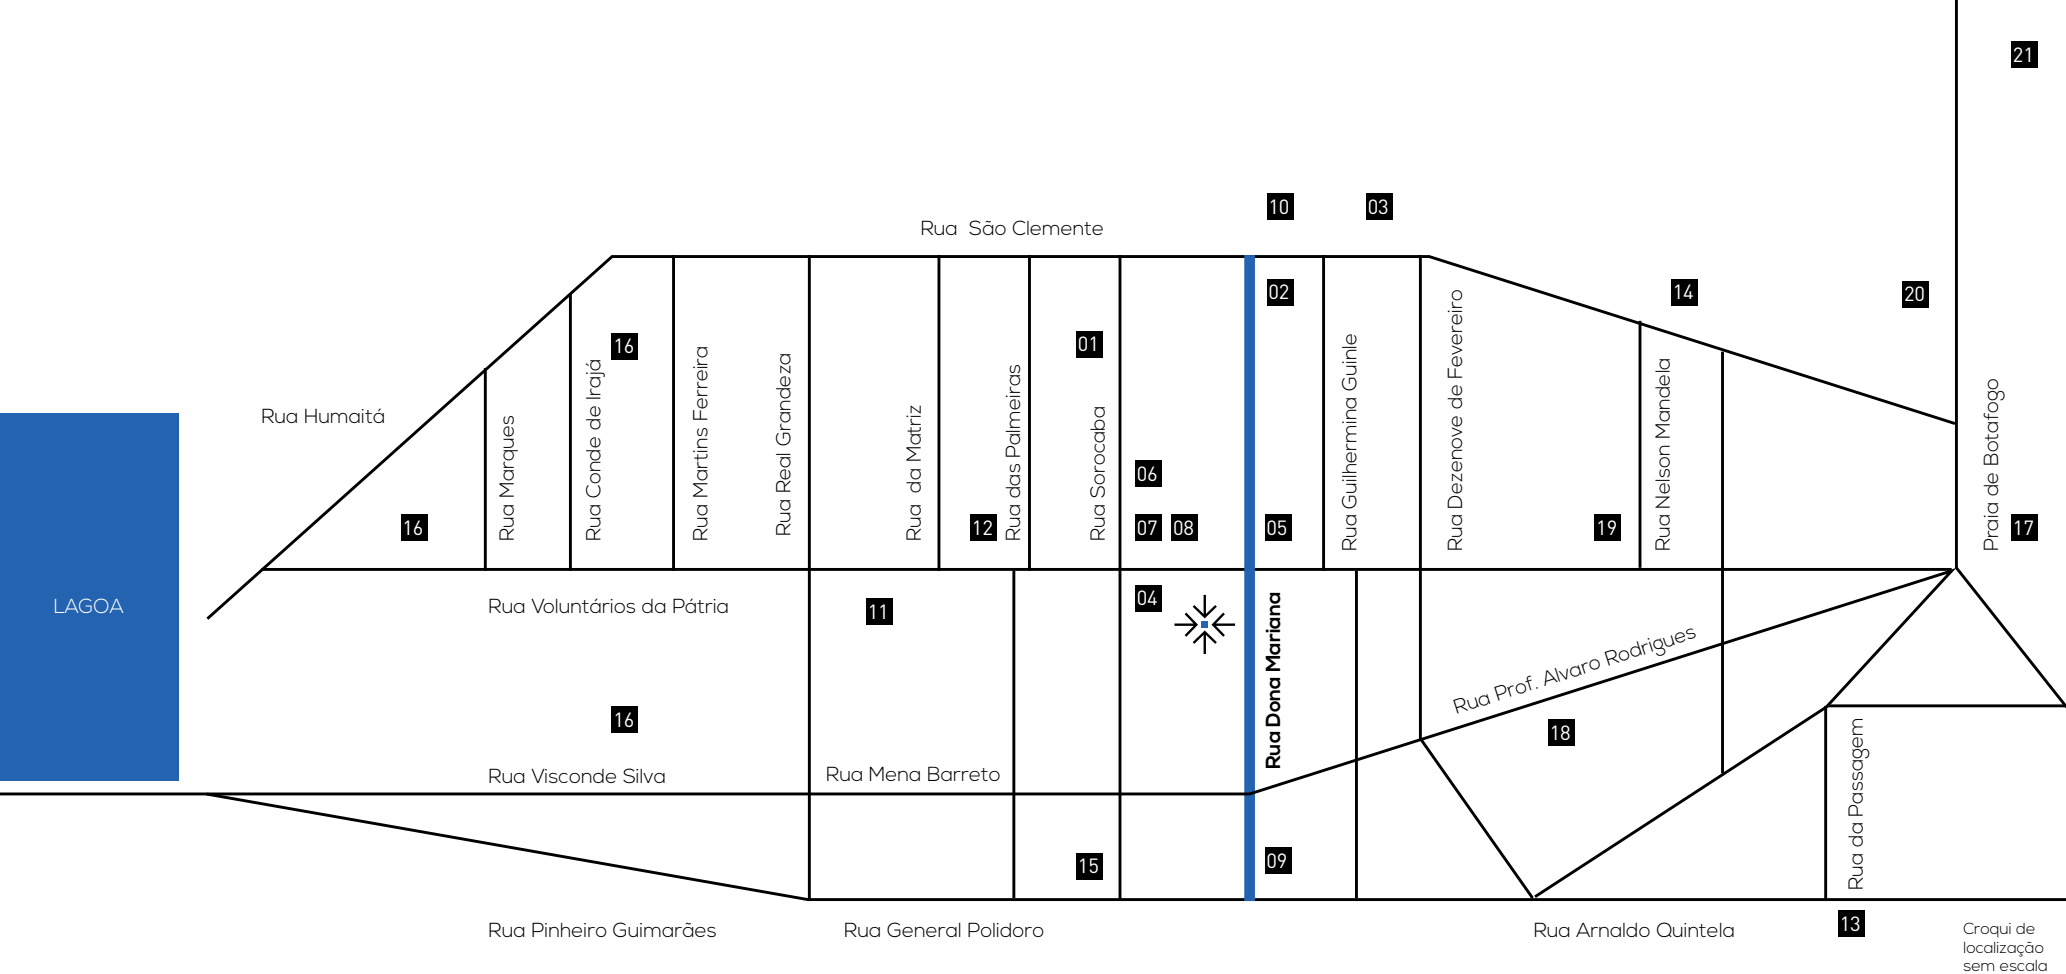 21
10
03
Rua São Clemente
02
14
20
01
16
Rua Humaitá
Rua Marques
Rua Conde de Irajá
Rua Martins Ferreira
Rua Real Grandeza
Rua da Matriz
Rua das Palmeiras
Rua Sorocaba
Rua Guilhermina Guinle
Rua Dezenove de Fevereiro
Rua Nelson Mandela
Praia de Botafogo
06
16
12
07
08
05
19
17
LAGOA
Rua Voluntários da Pátria
11
04
Rua Dona Mariana
Rua Prof. Alvaro Rodrigues
16
18
Rua Visconde Silva
Rua Mena Barreto
Rua da Passagem
15
09
Rua Pinheiro Guimarães
Rua General Polidoro
Rua Arnaldo Quintela
13
Croqui de
localização
sem escala